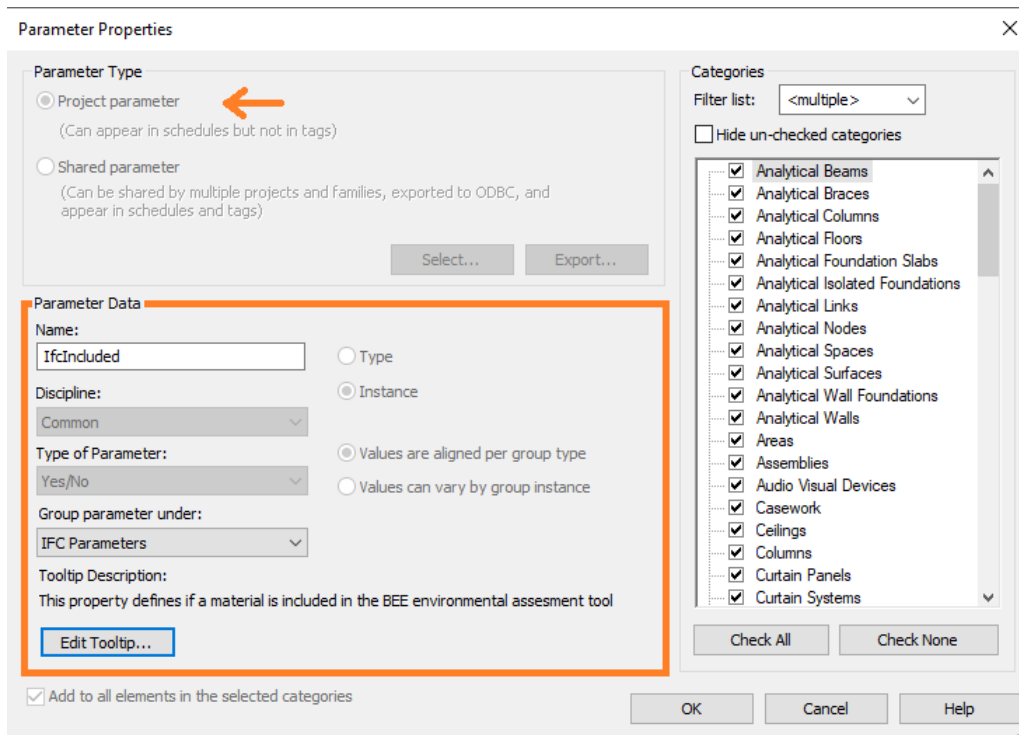 Parameter Properties
Parameter Type
Project parameter
(Can appear in schedules but not in tags)
Shared parameter
(Can be shared by multiple projects and families, exported to ODBC, and
appear in schedules and tags)
Select...
Export...
Parameter Data
Name:
IfcIncluded
Type
Discipline:
Instance
Common
Type of Parameter:
Values are aligned per group type
Yes/No
Values can vary by group instance
Group parameter under:
IFC Parameters
Tooltip Description:
This property defines if a material is included in the BEE environmental assesment tool
Edit Tooltip...
Add to all elements in the selected categories
Categories
Filter list:
<multiple>
Hide un-checked categories
Analytical Beams
Analytical Braces
Analytical Columns
Analytical Floors
Analytical Foundation Slabs
Analytical Isolated Foundations
Analytical Links
Analytical Nodes
Analytical Spaces
Analytical Surfaces
Analytical Wall Foundations
Analytical Walls
Areas
Assemblies
Audio Visual Devices
Casework
Ceilings
Columns
Curtain Panels
Curtain Systems
Check All
Check None
OK
Cancel
Help